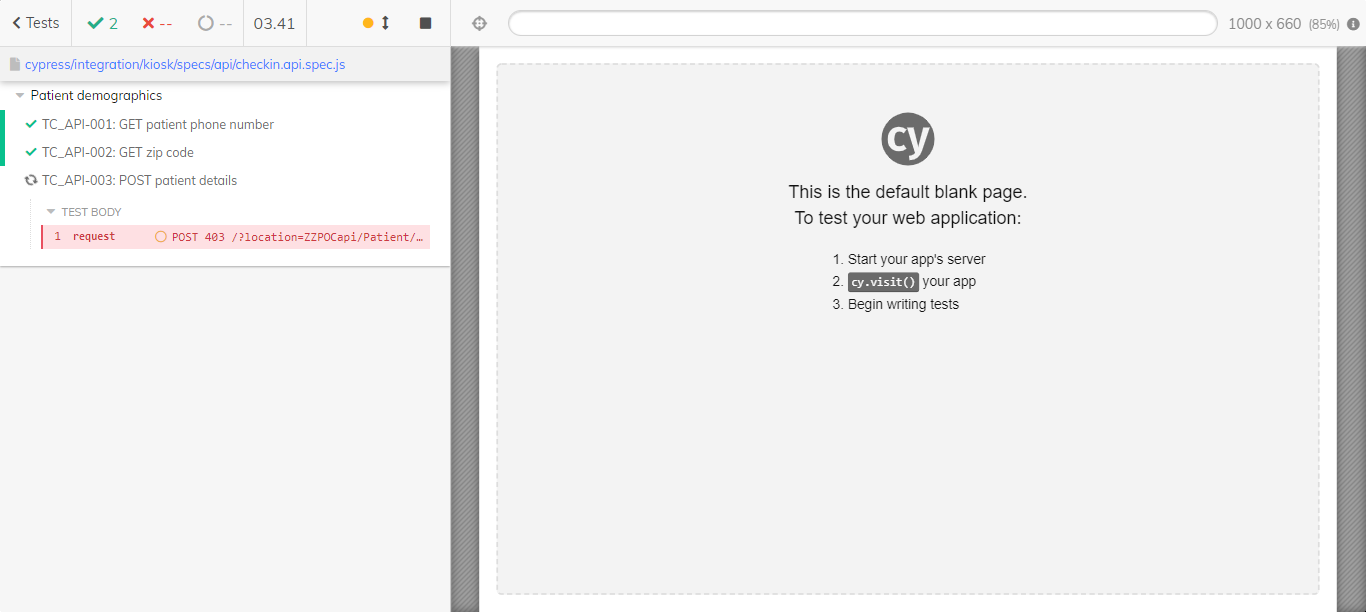 Tests 2 -- -- 03.41
1000 x 660 (85%)
cypress/integration/kiosk/specs/api/checkin.api.spec.js
Patient demographics
TC_API-001: GET patient phone number
TC_API-002: GET zip code
TC_API-003: POST patient details
TEST BODY
1 request POST 403 /?location=ZZPOCapi/Patient/…
cy
This is the default blank page.
To test your web application:
1. Start your app's server
2. cy.visit() your app
3. Begin writing tests